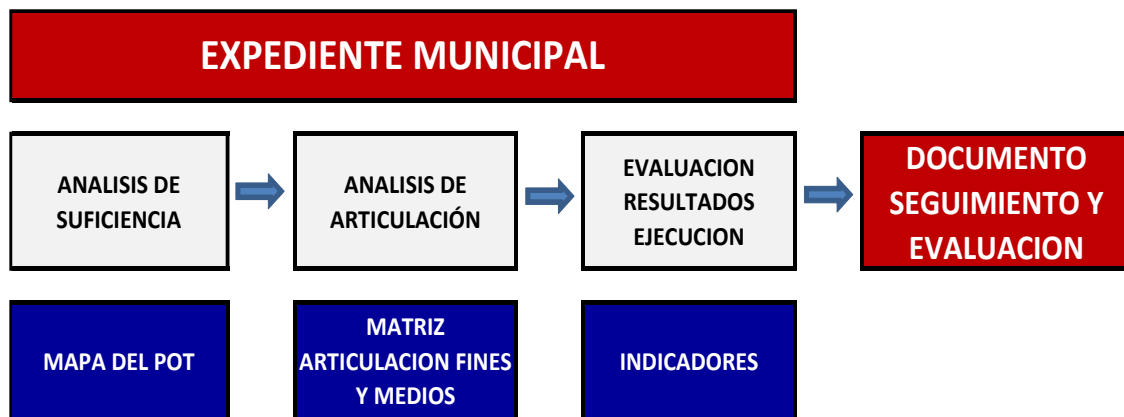 EXPEDIENTE MUNICIPAL
ANALISIS DE
SUFICIENCIA
ANALISIS DE
ARTICULACIÓN
EVALUACION
RESULTADOS
EJECUCION
DOCUMENTO
SEGUIMIENTO Y
EVALUACION
MAPA DEL POT
MATRIZ
ARTICULACION FINES
Y MEDIOS
INDICADORES